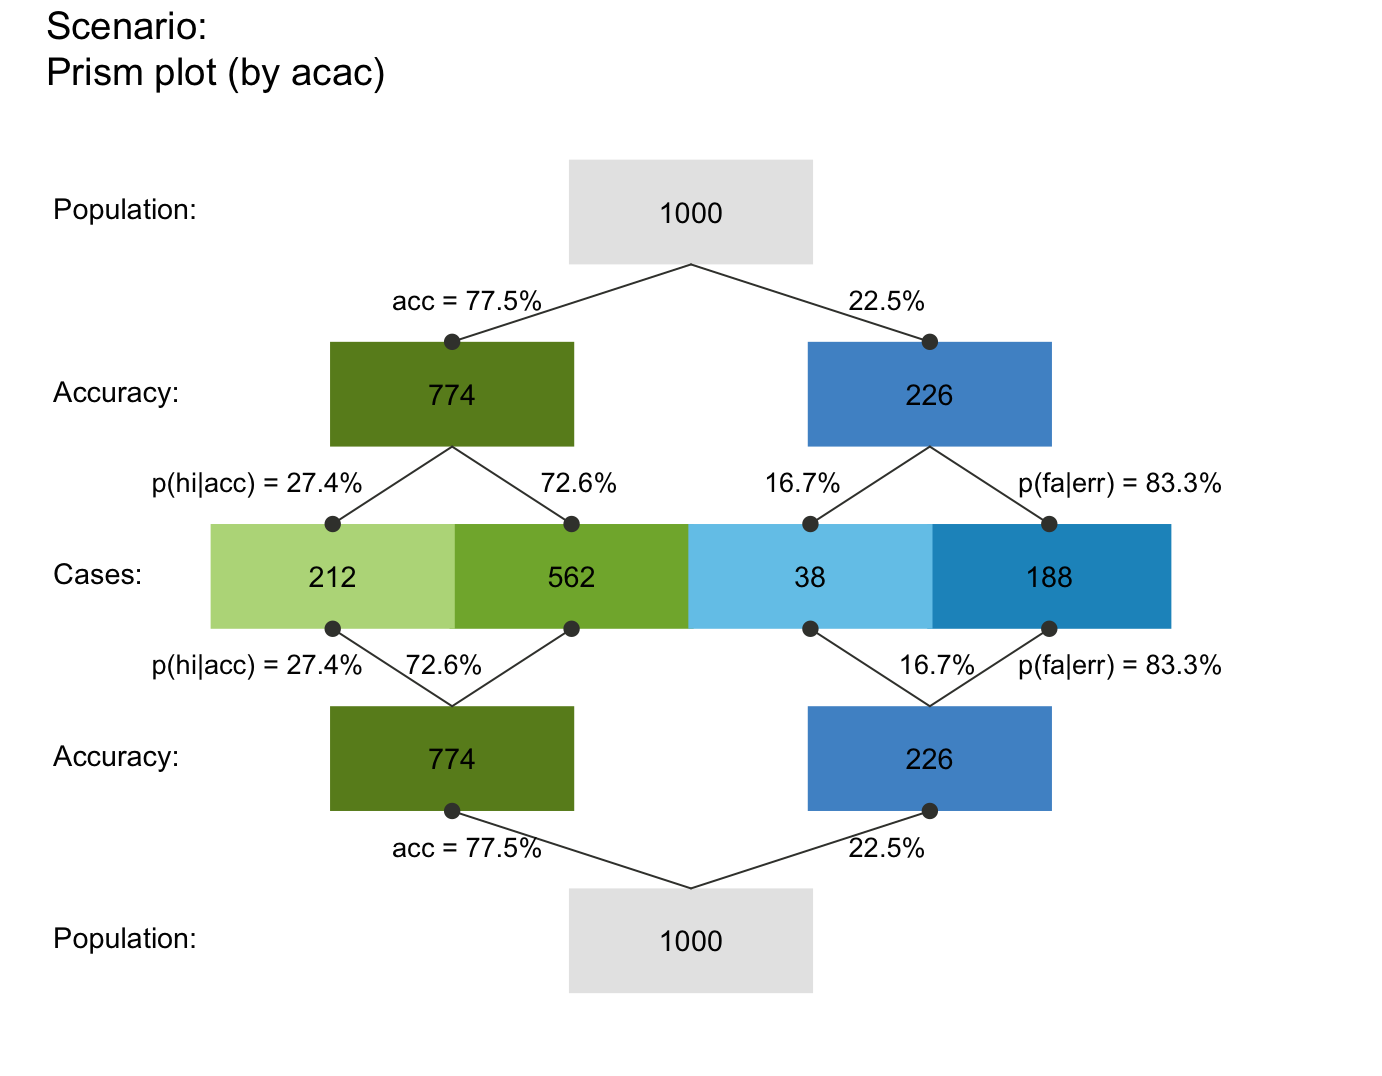 Scenario:
Prism plot (by acac)
Population:
1000
acc = 77.5%
22.5%
Accuracy:
774
226
p(hi|acc) = 27.4%
72.6%
16.7%
p(fa|err) = 83.3%
Cases:
212
562
38
188
p(hi|acc) = 27.4%
72.6%
16.7%
p(fa|err) = 83.3%
Accuracy:
774
226
acc = 77.5%
22.5%
Population:
1000